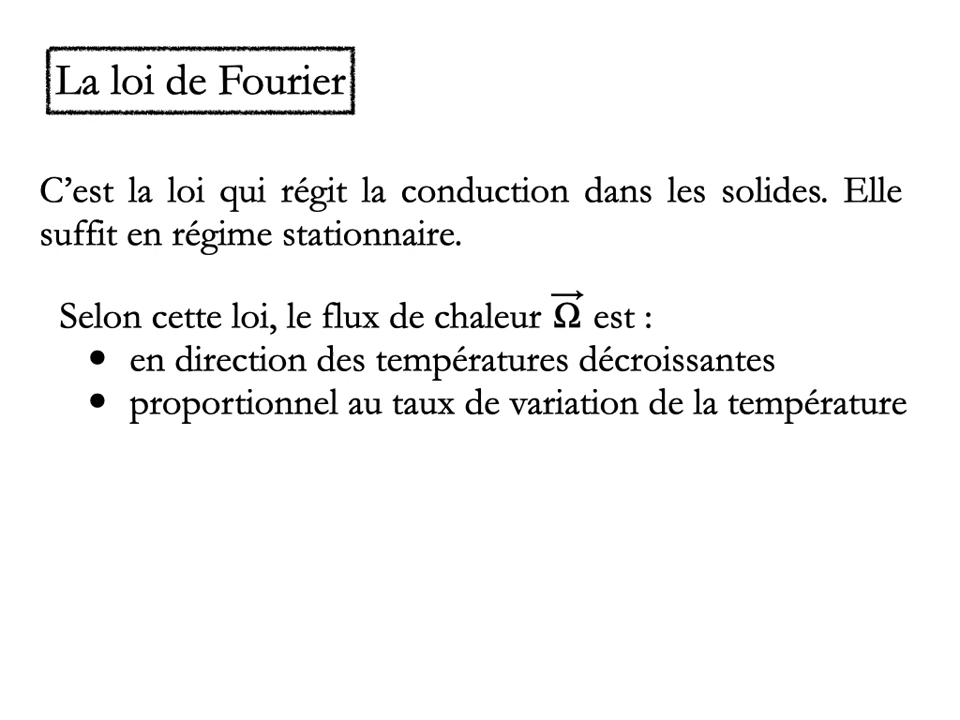 La loi de Fourier
C’est la loi qui régit la conduction dans les solides. Elle
suffit en régime stationnaire.
Selon cette loi, le flux de chaleur $\overrightarrow{\Omega}$ est :
• en direction des températures décroissantes
• proportionnel au taux de variation de la température